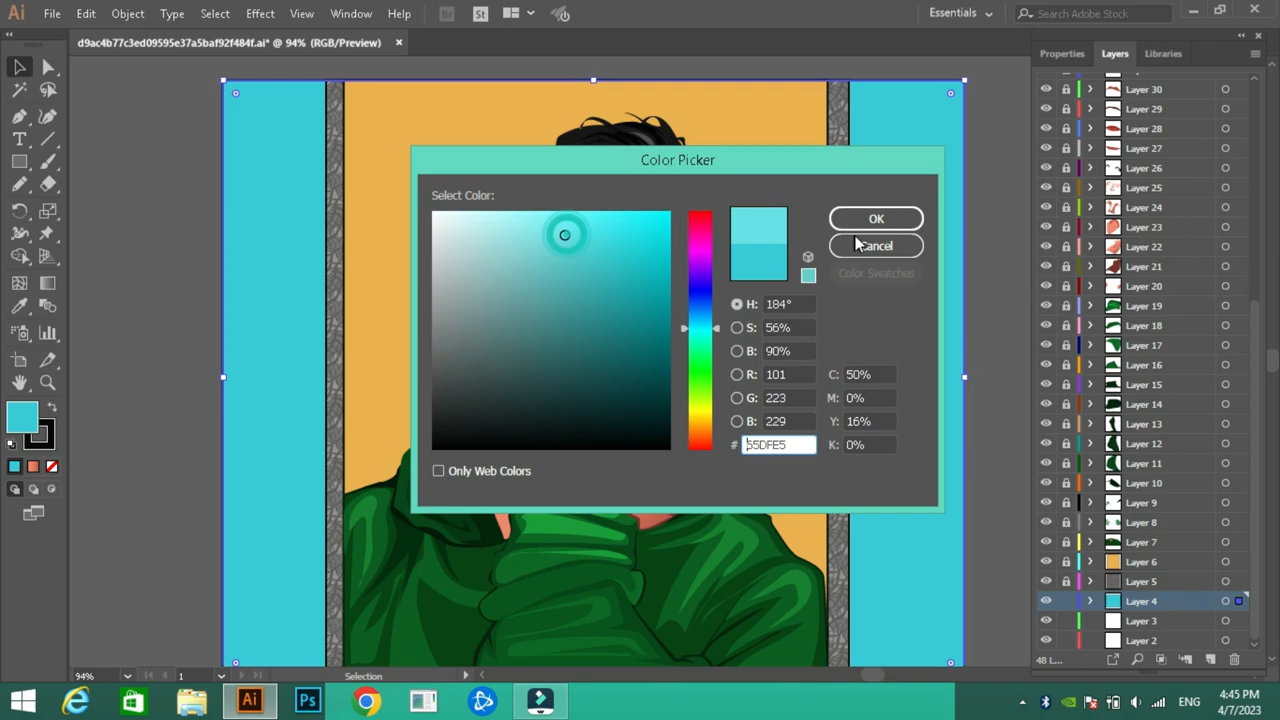 Ai File Edit Object Type Select Effect View Window Help Br St Essentials Search Adobe Stock
d9ac4b77c3ed09595e37a5baf92f484f.ai* @ 94% (RGB/Preview) ×
Properties Layers Libraries
Layer 30
Layer 29
Layer 28
Layer 27
Layer 26
Layer 25
Layer 24
Layer 23
Layer 22
Layer 21
Layer 20
Layer 19
Layer 18
Layer 17
Layer 16
Layer 15
Layer 14
Layer 13
Layer 12
Layer 11
Layer 10
Layer 9
Layer 8
Layer 7
Layer 6
Layer 5
Layer 4
Layer 3
Layer 2
48 L...
Color Picker
Select Color:
OK
Cancel
Color Swatches
H: 184°
S: 56%
B: 90%
R: 101 C: 50%
G: 223 M: 0%
B: 229 Y: 16%
# 65DFE5 K: 0%
Only Web Colors
94% 1 Selection
Ai Ps ENG
4:45 PM
4/7/2023